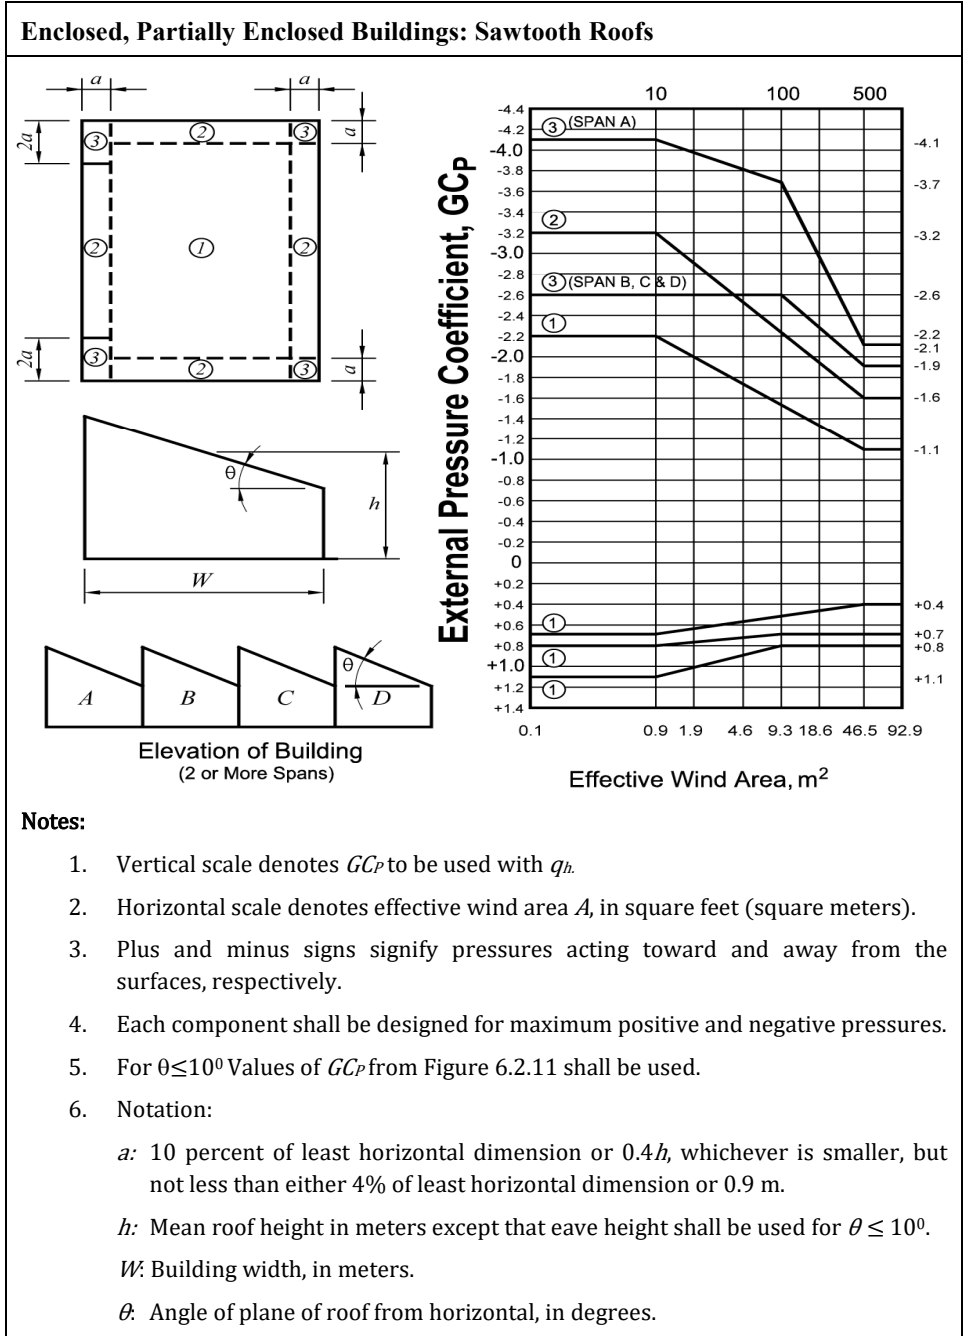 Enclosed, Partially Enclosed Buildings: Sawtooth Roofs
a a
3 2 3 a
2a
2 1 2
2a
3 2 3 a
θ
h
W
θ
A B C D
Elevation of Building
(2 or More Spans)
10 100 500
External Pressure Coefficient, GCP
-4.4
-4.2
-4.0
-3.8
-3.6
-3.4
-3.2
-3.0
-2.8
-2.6
-2.4
-2.2
-2.0
-1.8
-1.6
-1.4
-1.2
-1.0
-0.8
-0.6
-0.4
-0.2
0
+0.2
+0.4
+0.6
+0.8
+1.0
+1.2
+1.4
3 (SPAN A)
2
3 (SPAN B, C & D)
1
1
1
1
-4.1
-3.7
-3.2
-2.6
-2.2
-2.1
-1.9
-1.6
-1.1
+0.4
+0.7
+0.8
+1.1
0.1 0.9 1.9 4.6 9.3 18.6 46.5 92.9
Effective Wind Area, m²
Notes:
1. Vertical scale denotes GCP to be used with qh.
2. Horizontal scale denotes effective wind area A, in square feet (square meters).
3. Plus and minus signs signify pressures acting toward and away from the
surfaces, respectively.
4. Each component shall be designed for maximum positive and negative pressures.
5. For θ≤10⁰ Values of GCP from Figure 6.2.11 shall be used.
6. Notation:
a: 10 percent of least horizontal dimension or 0.4h, whichever is smaller, but
not less than either 4% of least horizontal dimension or 0.9 m.
h: Mean roof height in meters except that eave height shall be used for θ ≤ 10⁰.
W: Building width, in meters.
θ: Angle of plane of roof from horizontal, in degrees.